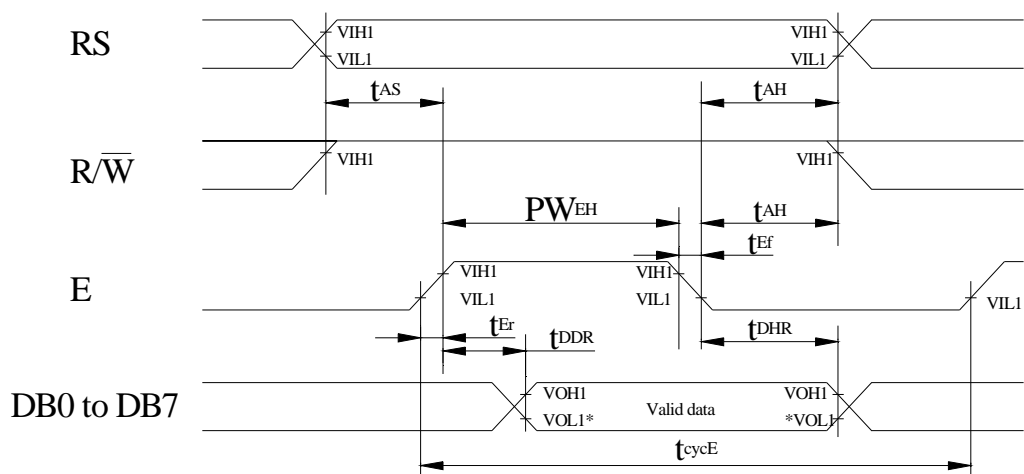 RS
VIH1
VIL1
VIH1
VIL1
tAS
tAH
R/W̅
VIH1
VIH1
PWEH
tAH
tEf
E
VIH1
VIL1
VIH1
VIL1
VIL1
tEr
tDDR
tDHR
DB0 to DB7
VOH1
VOL1*
Valid data
VOH1
*VOL1
tcycE